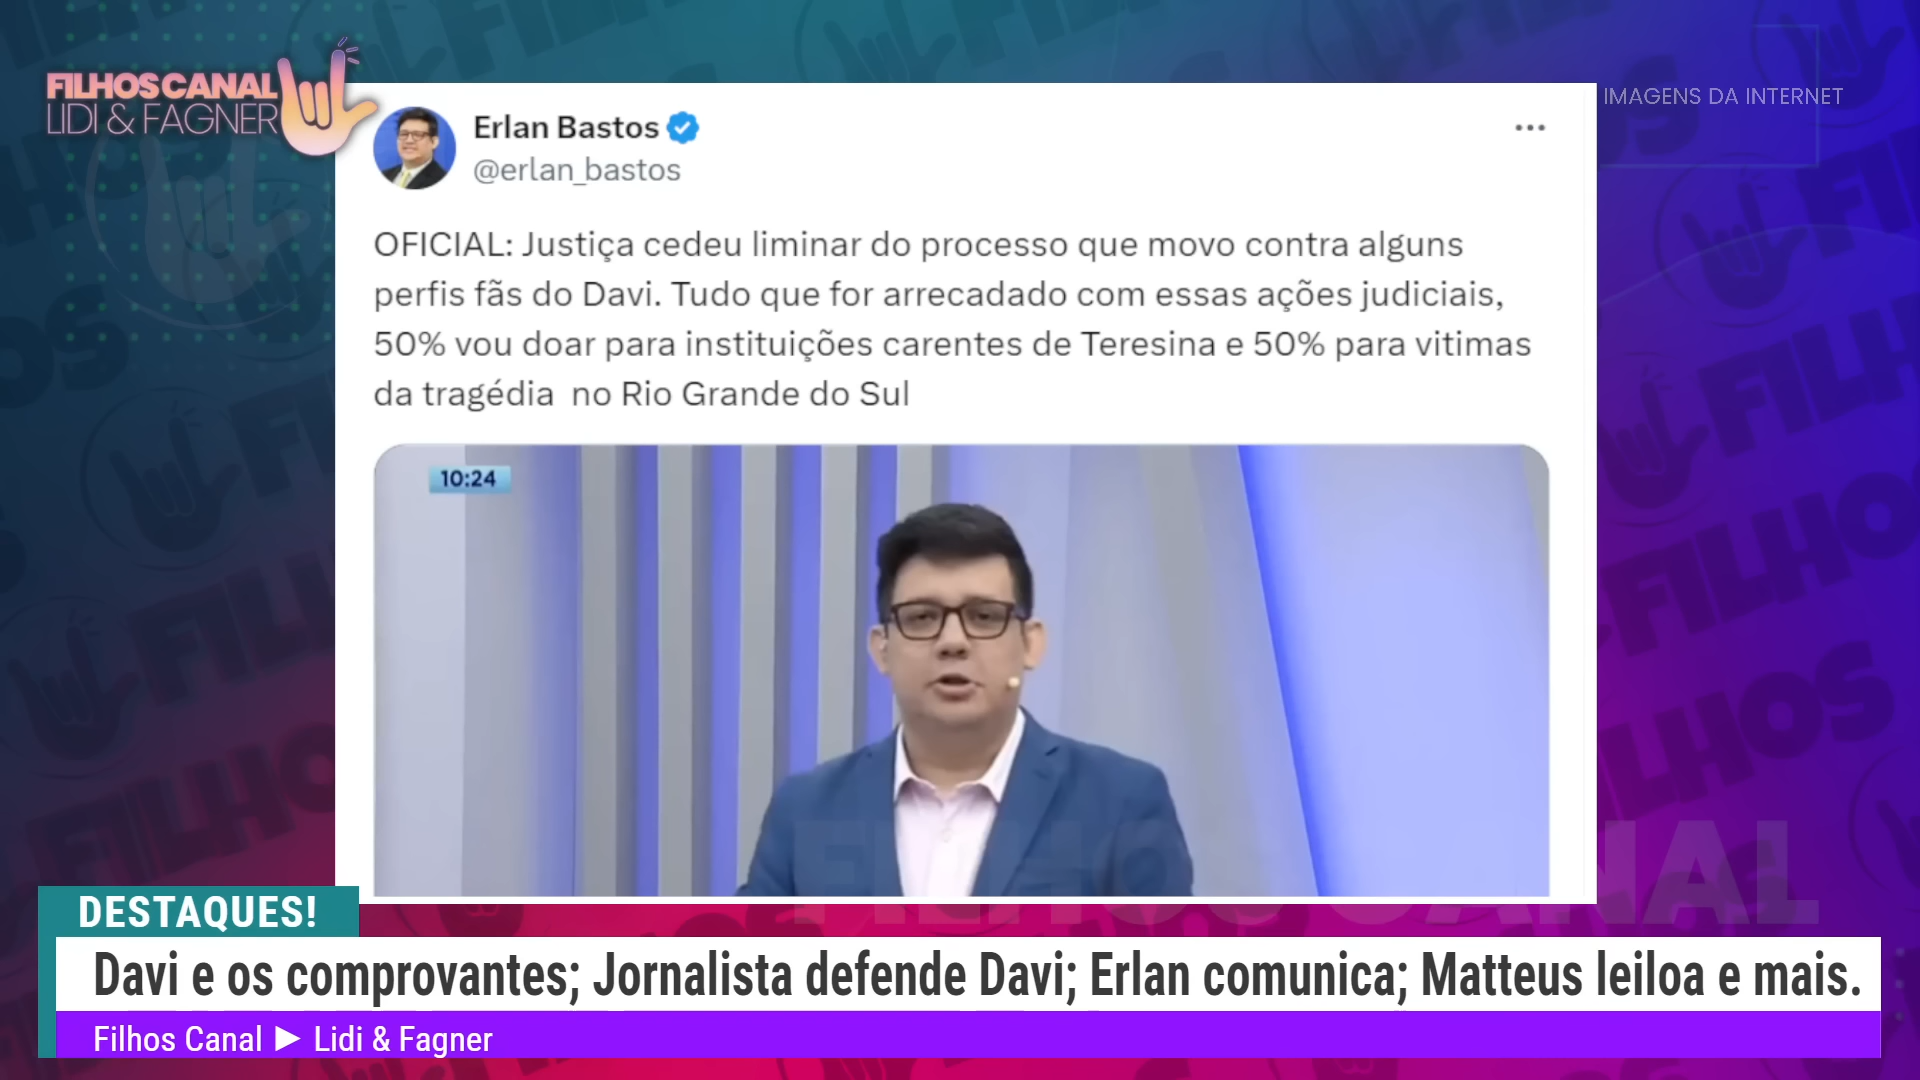 FILHOS CANAL
LIDI & FAGNER
IMAGENS DA INTERNET
Erlan Bastos
@erlan_bastos
OFICIAL: Justiça cedeu liminar do processo que movo contra alguns
perfis fãs do Davi. Tudo que for arrecadado com essas ações judiciais,
50% vou doar para instituições carentes de Teresina e 50% para vitimas
da tragédia no Rio Grande do Sul
10:24
FILHOS CANAL
DESTAQUES!
Davi e os comprovantes; Jornalista defende Davi; Erlan comunica; Matteus leiloa e mais.
Filhos Canal ► Lidi & Fagner